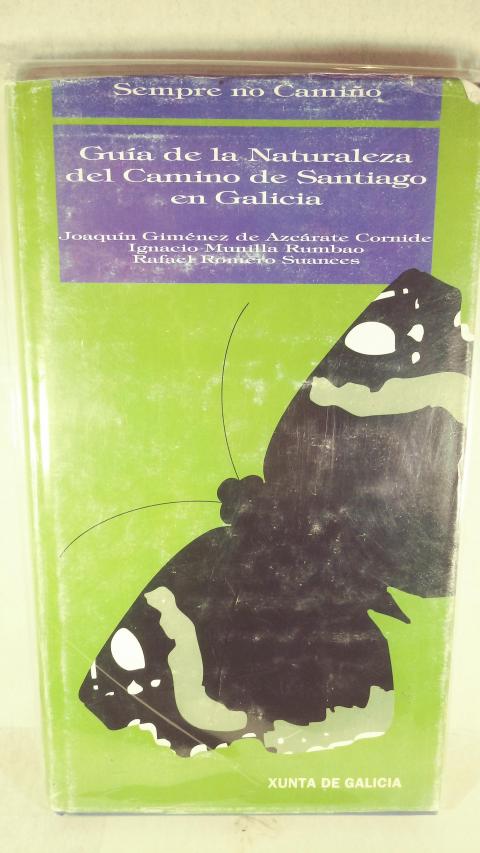 Sempre no Camiño
Guía de la Naturaleza
del Camino de Santiago
en Galicia
Joaquín Giménez de Azcárate Cornide
Ignacio Munilla Rumbao
Rafael Romero Suances
XUNTA DE GALICIA